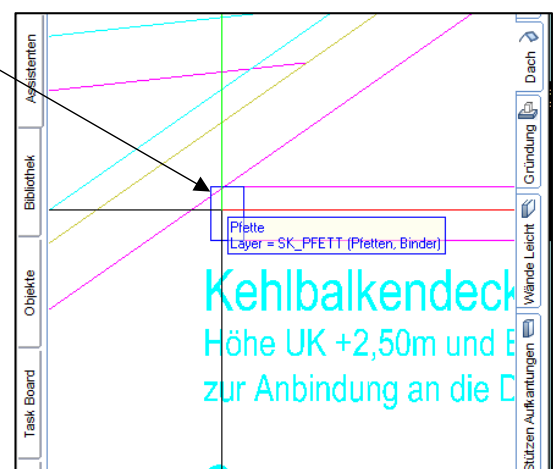 Assistenten
Bibliothek
Objekte
Task Board
Pfette
Layer = SK_PFETT (Pfetten, Binder)
Kehlbalkendeck
Höhe UK +2,50m und
zur Anbindung an die
Dach
Gründung
Wände Leicht
Stützen Aufkantungen